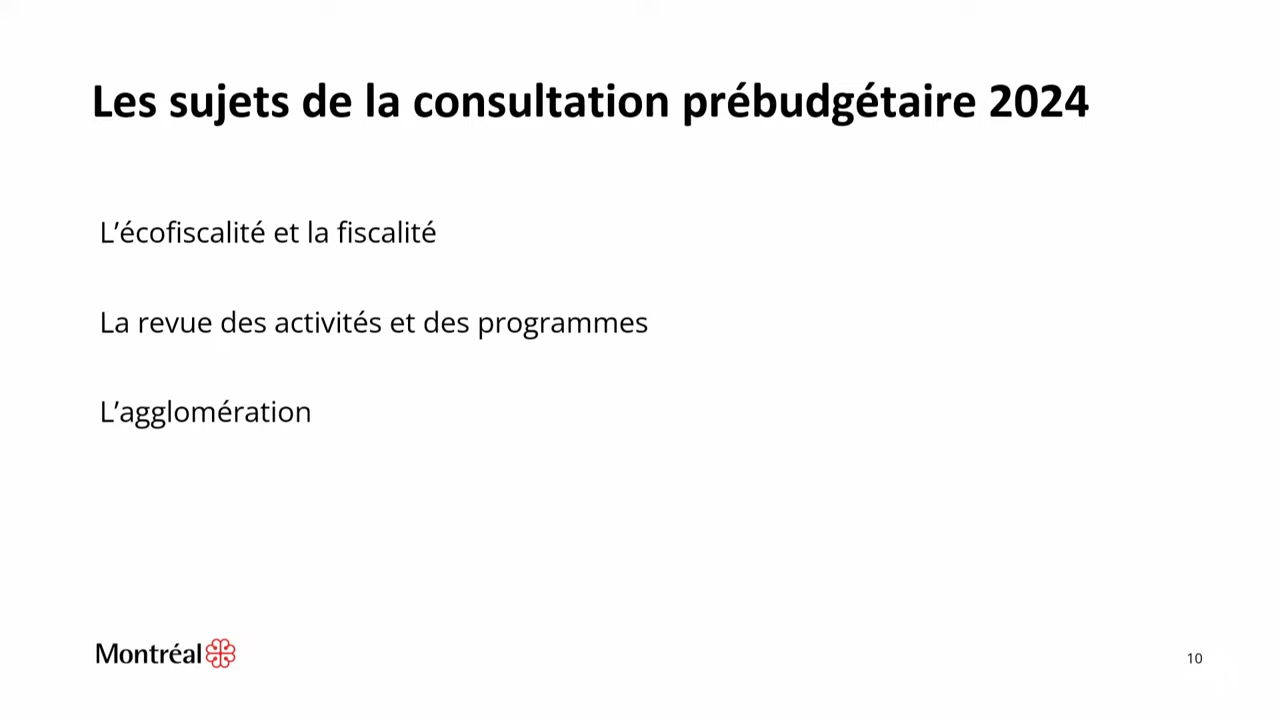 Les sujets de la consultation prébudgétaire 2024
L’écofiscalité et la fiscalité
La revue des activités et des programmes
L’agglomération
Montréal
10